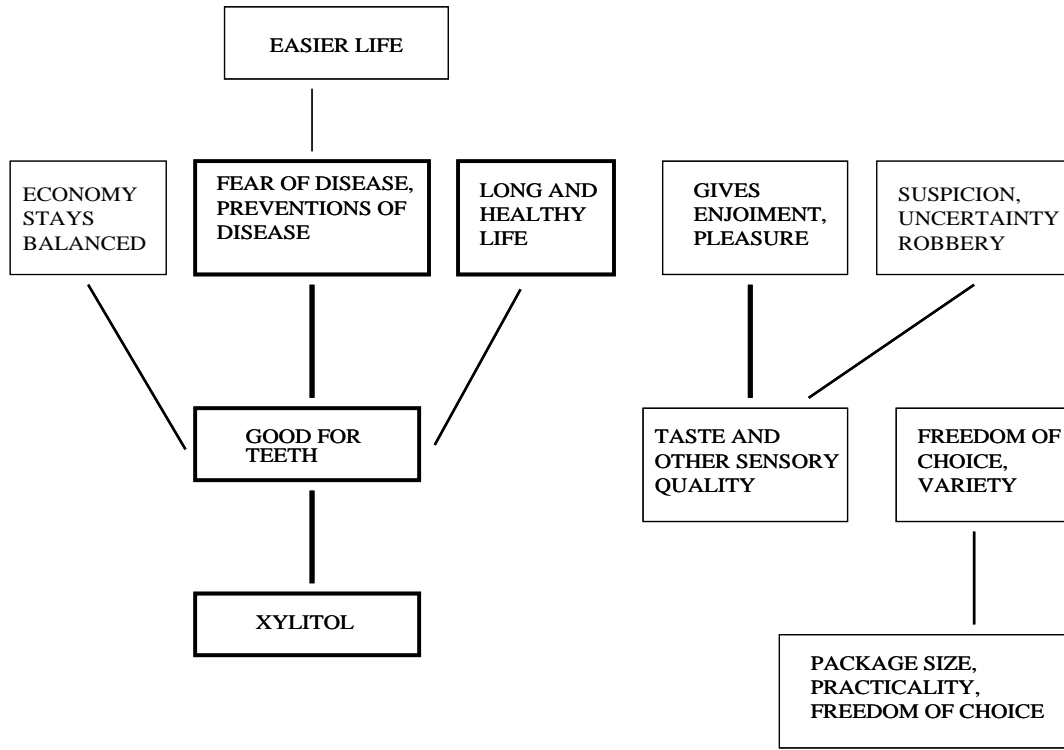 EASIER LIFE
ECONOMY
STAYS
BALANCED
FEAR OF DISEASE,
PREVENTIONS OF
DISEASE
LONG AND
HEALTHY
LIFE
GIVES
ENJOIMENT,
PLEASURE
SUSPICION,
UNCERTAINTY
ROBBERY
GOOD FOR
TEETH
TASTE AND
OTHER SENSORY
QUALITY
FREEDOM OF
CHOICE,
VARIETY
XYLITOL
PACKAGE SIZE,
PRACTICALITY,
FREEDOM OF CHOICE